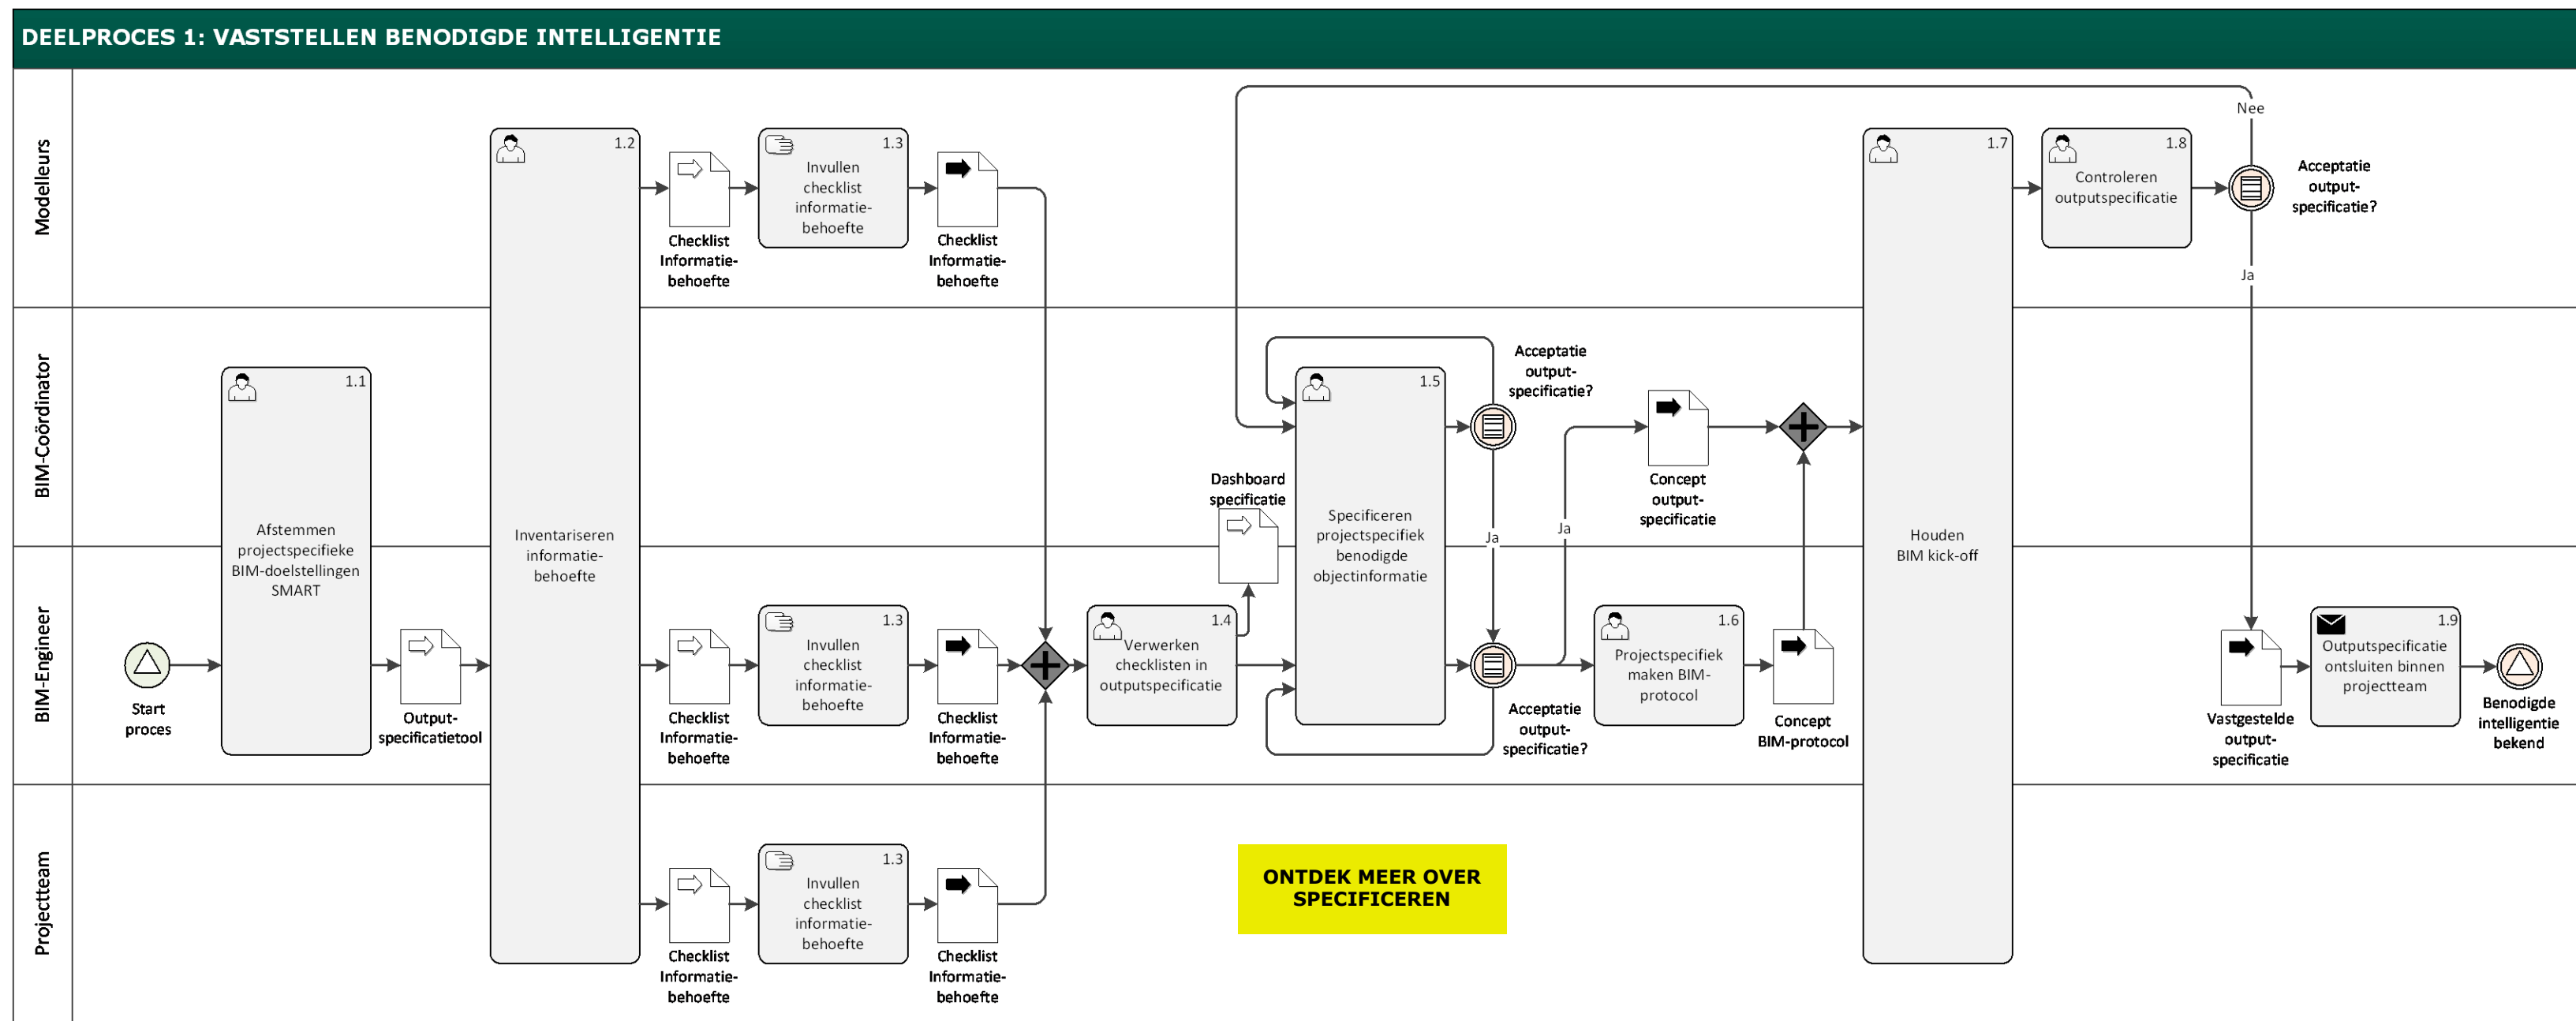 DEELPROCES 1: VASTSTELLEN BENODIGDE INTELLIGENTIE
Modelleurs
1.2
Inventariseren
informatie-
behoefte
Checklist
Informatie-
behoefte
1.3
Invullen
checklist
informatie-
behoefte
Checklist
Informatie-
behoefte
1.7
Houden
BIM kick-off
1.8
Controleren
outputspecificatie
Nee
Acceptatie
output-
specificatie?
Ja
BIM-Coördinator
1.1
Afstemmen
projectspecifieke
BIM-doelstellingen
SMART
Dashboard
specificatie
1.5
Specificeren
projectspecifiek
benodigde
objectinformatie
Acceptatie
output-
specificatie?
Ja
Ja
Concept
output-
specificatie
BIM-Engineer
Start
proces
Output-
specificatietool
Checklist
Informatie-
behoefte
1.3
Invullen
checklist
informatie-
behoefte
Checklist
Informatie-
behoefte
1.4
Verwerken
checklisten in
outputspecificatie
Acceptatie
output-
specificatie?
1.6
Projectspecifiek
maken BIM-
protocol
Concept
BIM-protocol
Vastgestelde
output-
specificatie
1.9
Outputspecificatie
ontsluiten binnen
projectteam
Benodigde
intelligentie
bekend
Projectteam
Checklist
Informatie-
behoefte
1.3
Invullen
checklist
informatie-
behoefte
Checklist
Informatie-
behoefte
ONTDEK MEER OVER
SPECIFICEREN